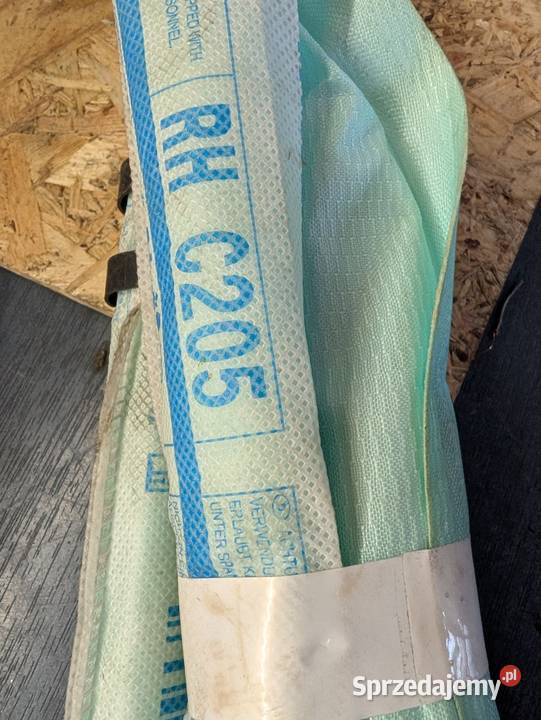 PPED WITH
SONNEL
RH C205
VERWENDU
ERLAUBT K
UNTER SPA
Sprzedajemy.pl